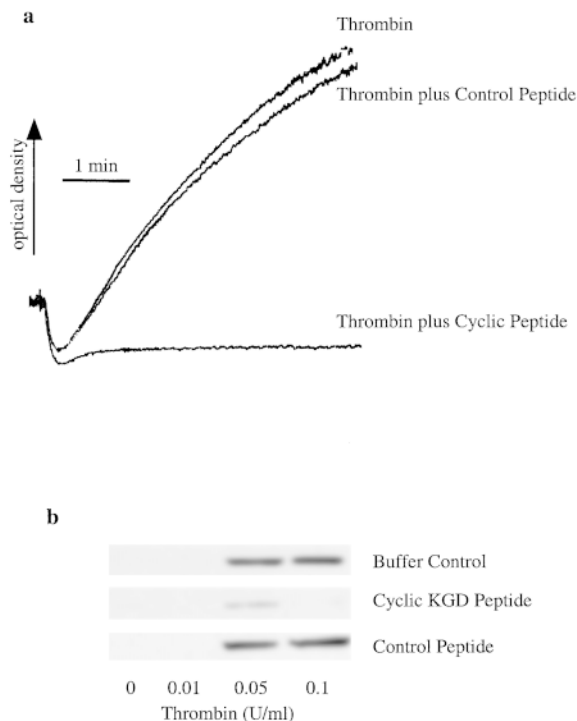 a
Thrombin
Thrombin plus Control Peptide
1 min
optical density
Thrombin plus Cyclic Peptide
b
Buffer Control
Cyclic KGD Peptide
Control Peptide
0 0.01 0.05 0.1
Thrombin (U/ml)